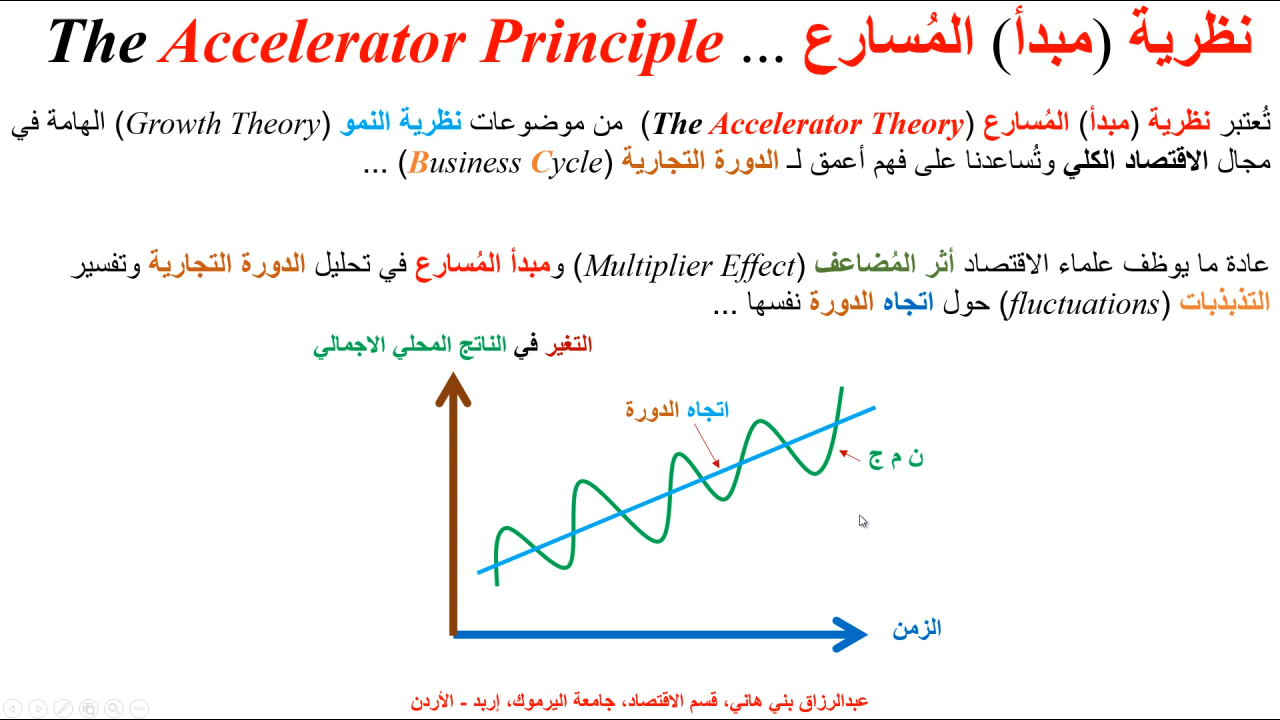 نظرية (مبدأ) المُسارع ... The Accelerator Principle
تُعتبر نظرية (مبدأ) المُسارع (The Accelerator Theory) من موضوعات نظرية النمو (Growth Theory) الهامة في
مجال الاقتصاد الكلي وتُساعدنا على فهم أعمق لـ الدورة التجارية (Business Cycle) ...
عادة ما يوظف علماء الاقتصاد أثر المُضاعف (Multiplier Effect) ومبدأ المُسارع في تحليل الدورة التجارية وتفسير
التذبذبات (fluctuations) حول اتجاه الدورة نفسها ...
التغير في الناتج المحلي الاجمالي
اتجاه الدورة
ن م ج
الزمن
عبدالرزاق بني هاني، قسم الاقتصاد، جامعة اليرموك، إربد - الأردن